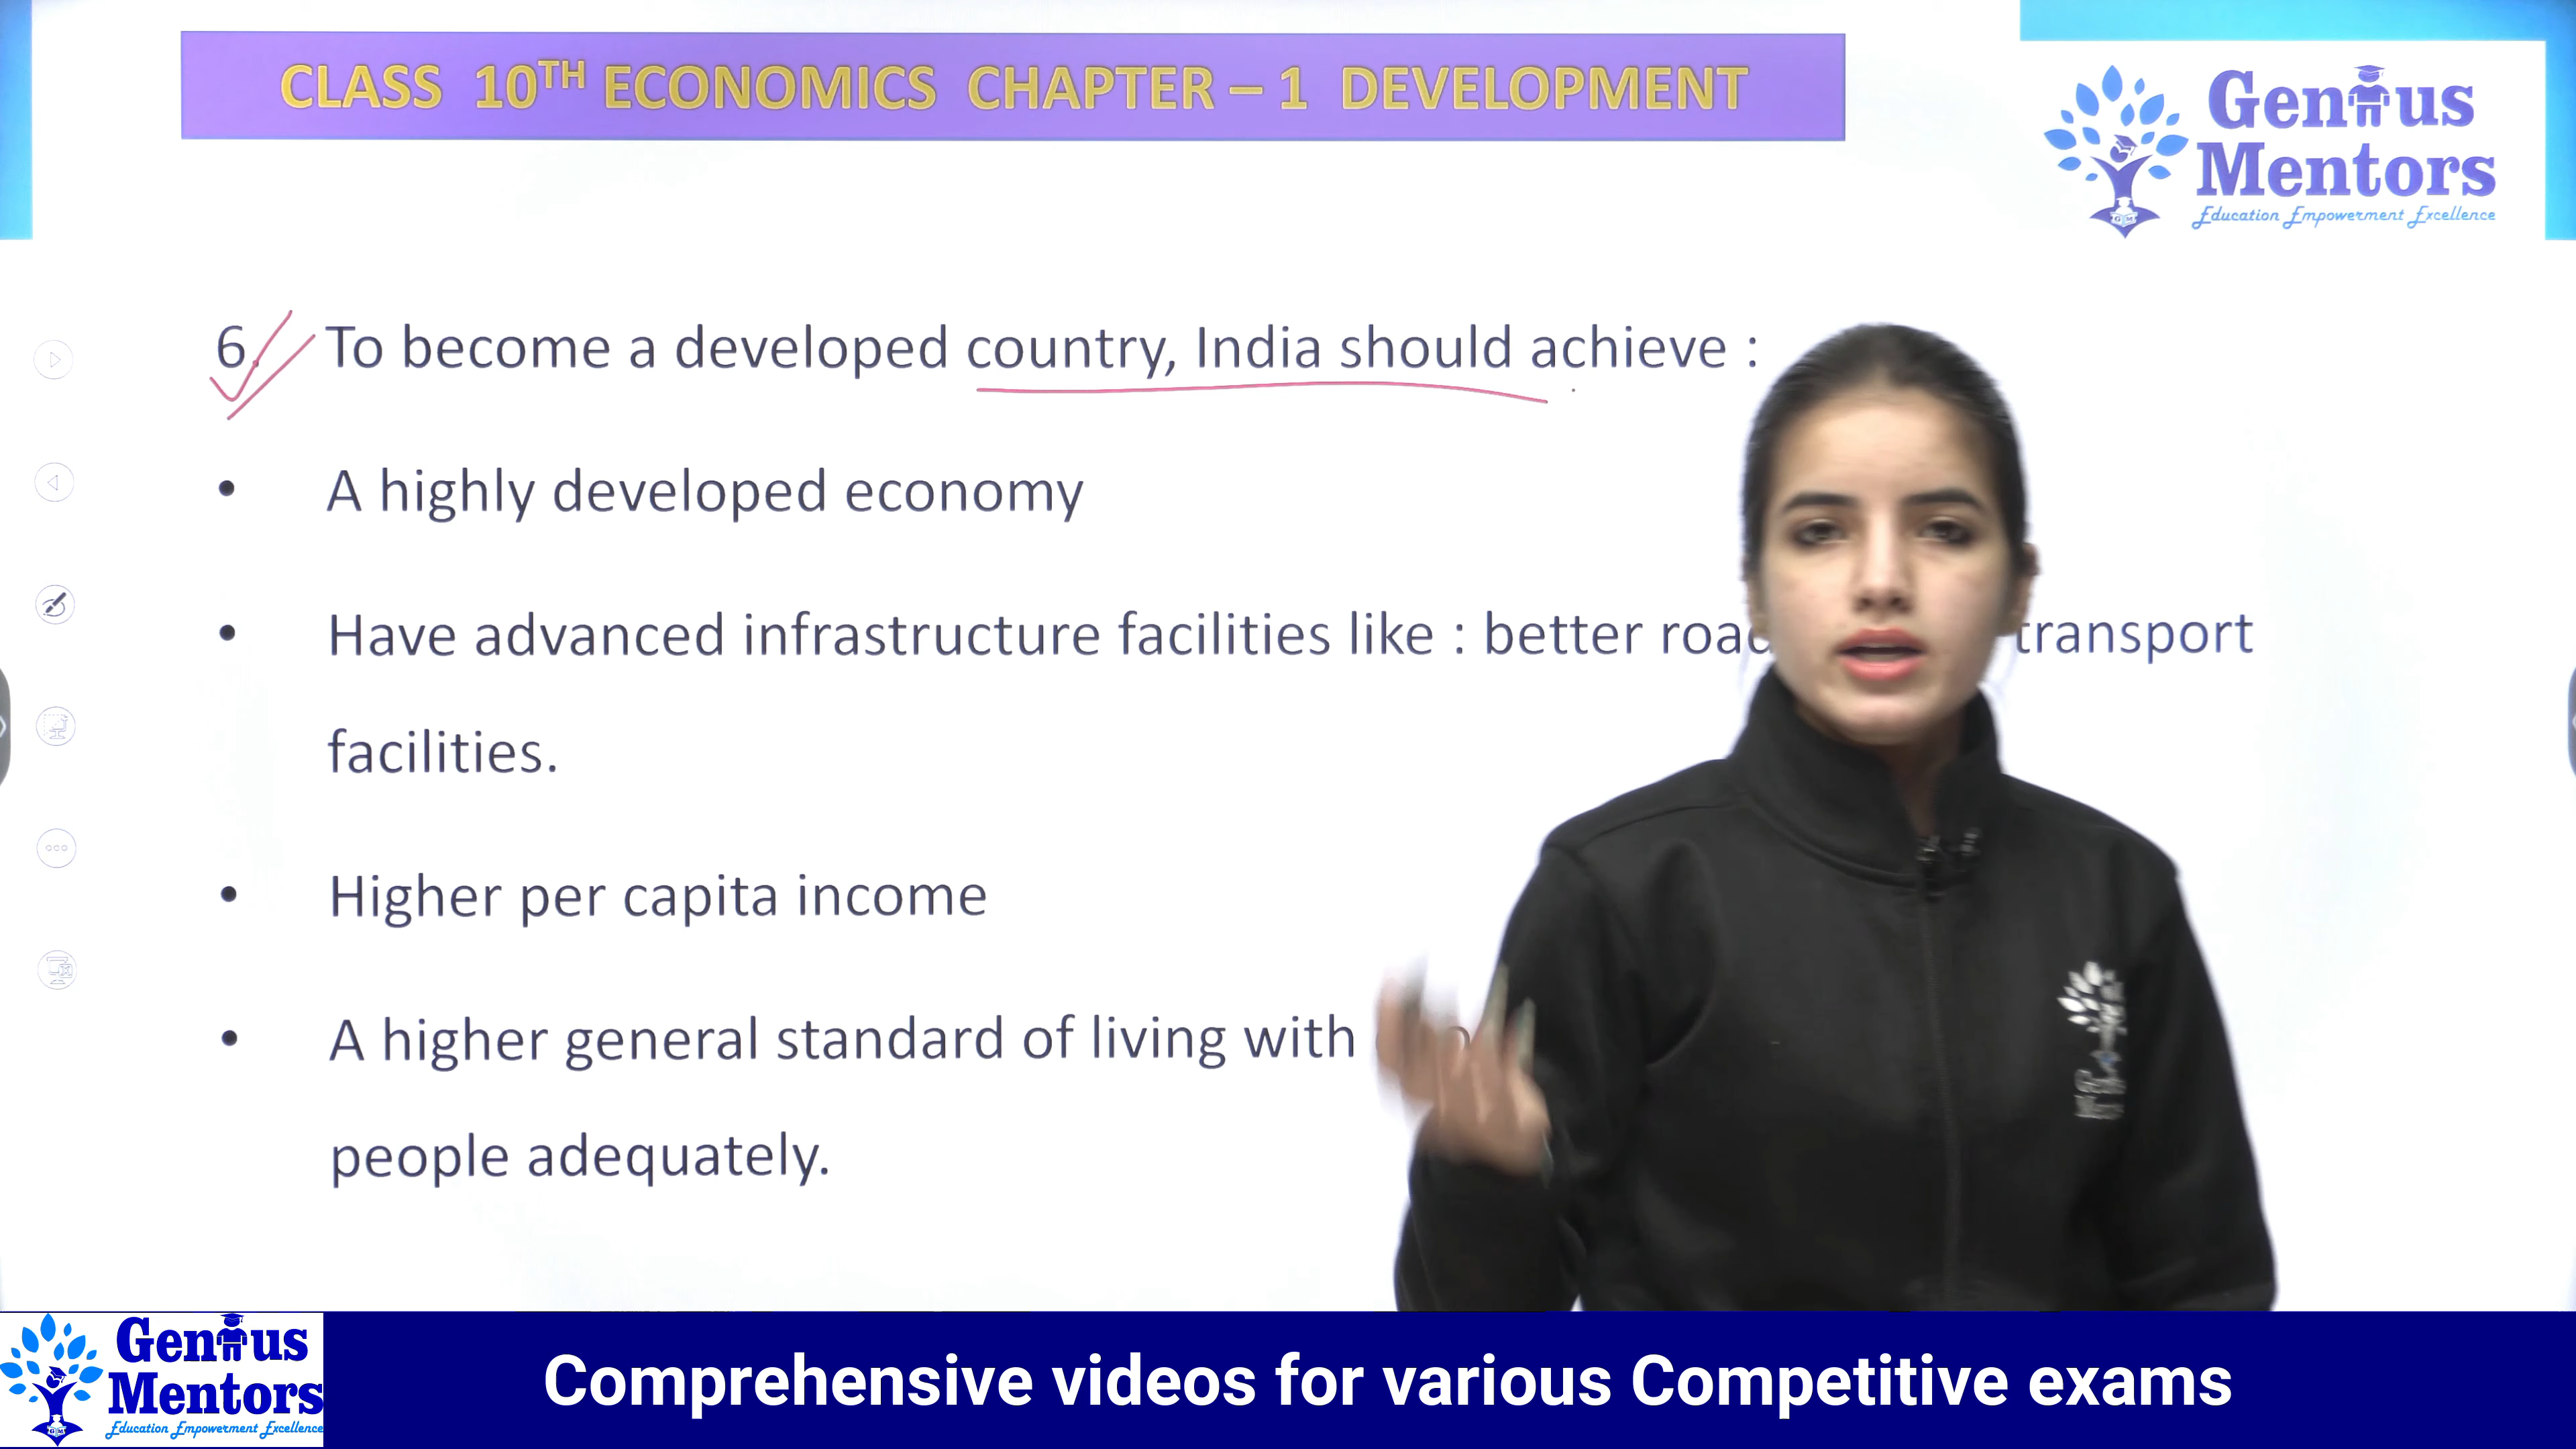 CLASS 10TH ECONOMICS CHAPTER – 1 DEVELOPMENT
Genius
Mentors
Education Empowerment Excellence
6. To become a developed country, India should achieve :
• A highly developed economy
• Have advanced infrastructure facilities like : better transport
facilities.
• Higher per capita income
• A higher general standard of living with
people adequately.
Genius
Mentors
Education Empowerment Excellence
Comprehensive videos for various Competitive exams